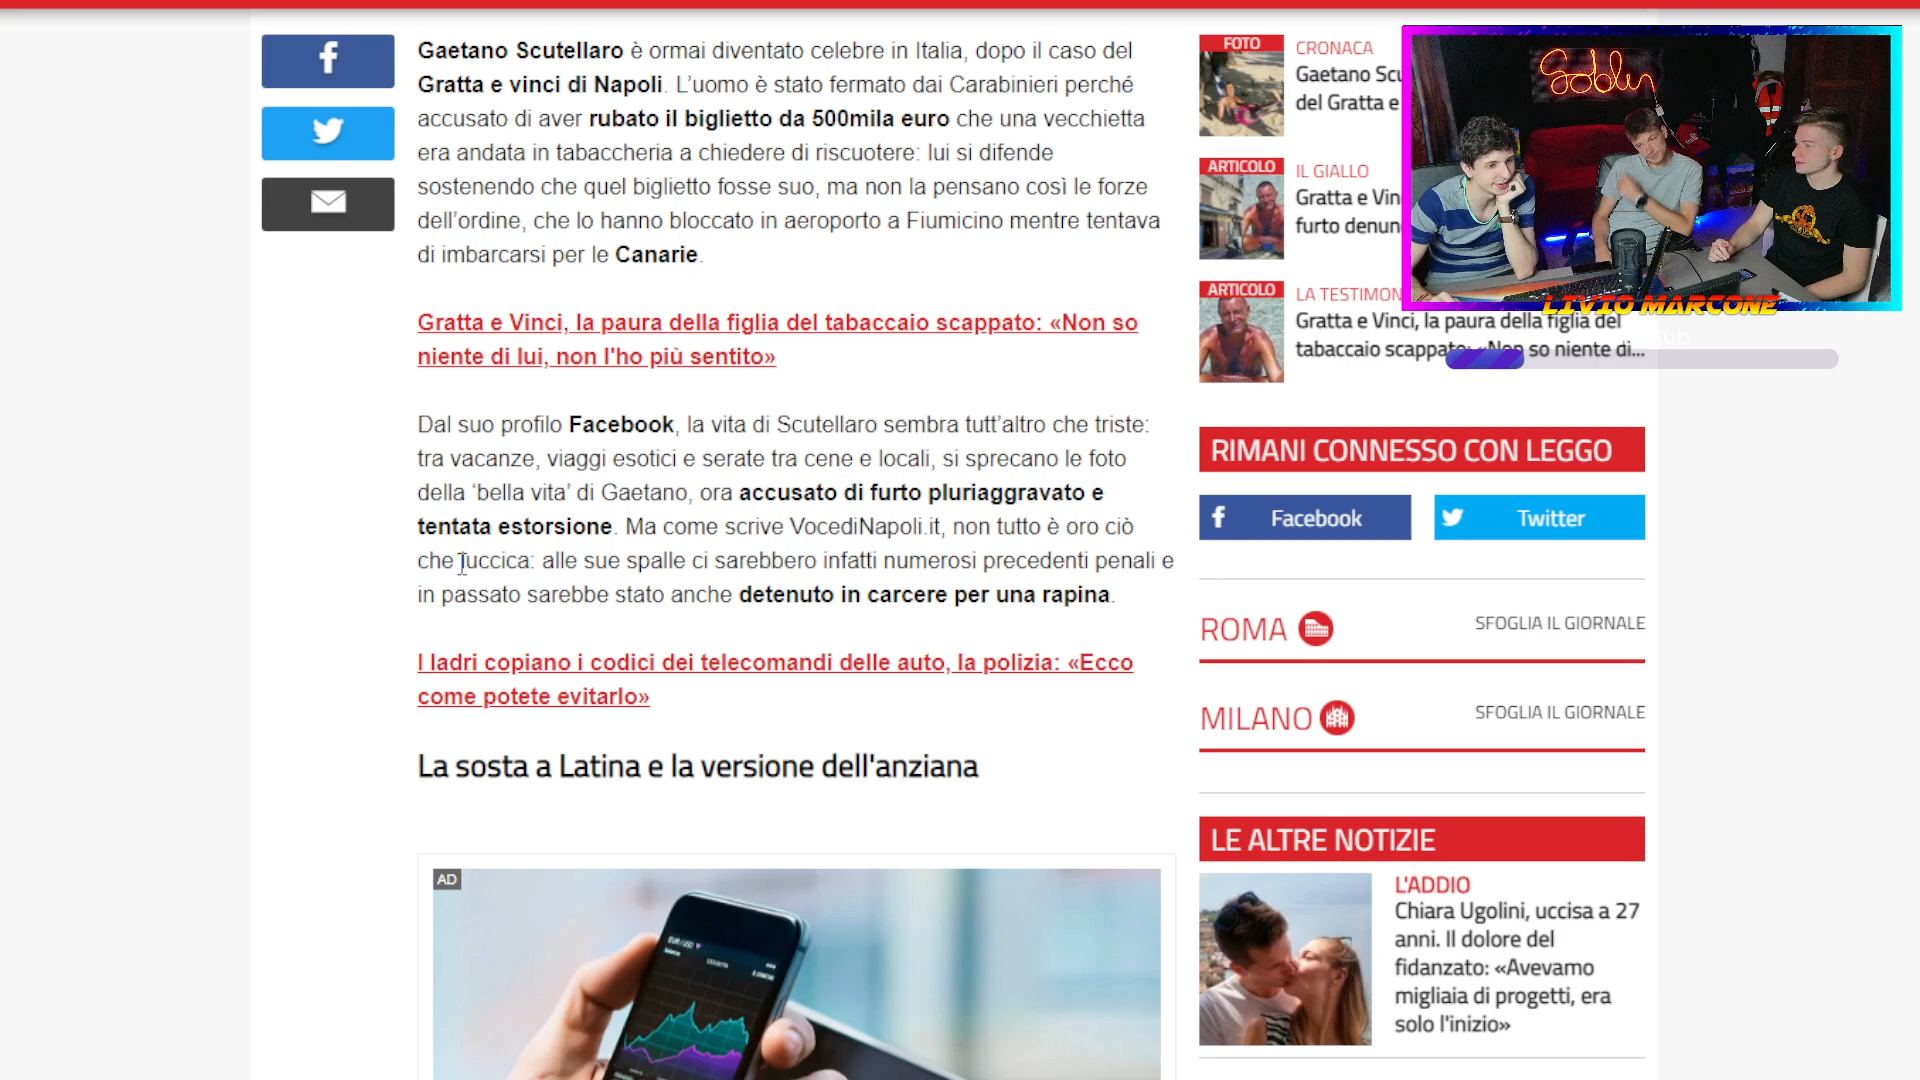 Gaetano Scutellaro è ormai diventato celebre in Italia, dopo il caso del
Gratta e vinci di Napoli. L’uomo è stato fermato dai Carabinieri perché
accusato di aver rubato il biglietto da 500mila euro che una vecchietta
era andata in tabaccheria a chiedere di riscuotere: lui si difende
sostenendo che quel biglietto fosse suo, ma non la pensano così le forze
dell’ordine, che lo hanno bloccato in aeroporto a Fiumicino mentre tentava
di imbarcarsi per le Canarie.
Gratta e Vinci, la paura della figlia del tabaccaio scappato: «Non so
niente di lui, non l'ho più sentito»
Dal suo profilo Facebook, la vita di Scutellaro sembra tutt’altro che triste:
tra vacanze, viaggi esotici e serate tra cene e locali, si sprecano le foto
della ‘bella vita’ di Gaetano, ora accusato di furto pluriaggravato e
tentata estorsione. Ma come scrive VocediNapoli.it, non tutto è oro ciò
che luccica: alle sue spalle ci sarebbero infatti numerosi precedenti penali e
in passato sarebbe stato anche detenuto in carcere per una rapina.
I ladri copiano i codici dei telecomandi delle auto, la polizia: «Ecco
come potete evitarlo»
La sosta a Latina e la versione dell'anziana
AD
EUR/USD
FOTO
CRONACA
Gaetano Scu
del Gratta e
ARTICOLO
IL GIALLO
Gratta e Vin
furto denun
ARTICOLO
LA TESTIMON
Gratta e Vinci, la paura della figlia del
tabaccaio scappato: «Non so niente di...
Goblin
LIVIO MARCONE
Sub
RIMANI CONNESSO CON LEGGO
Facebook
Twitter
ROMA
SFOGLIA IL GIORNALE
MILANO
SFOGLIA IL GIORNALE
LE ALTRE NOTIZIE
L'ADDIO
Chiara Ugolini, uccisa a 27
anni. Il dolore del
fidanzato: «Avevamo
migliaia di progetti, era
solo l'inizio»